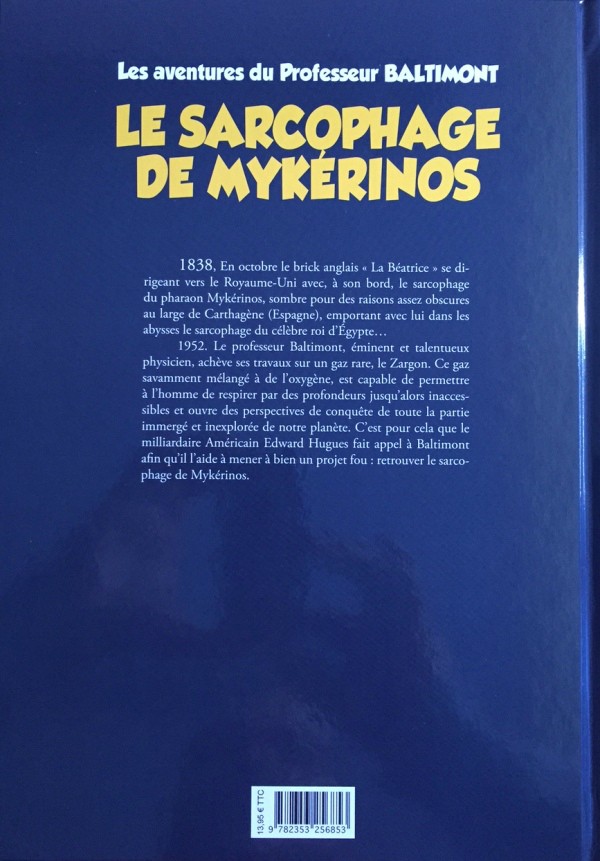 Les aventures du Professeur BALTIMONT
LE SARCOPHAGE
DE MYKÉRINOS
1838, En octobre le brick anglais « La Béatrice » se di-
rigeant vers le Royaume-Uni avec, à son bord, le sarcophage
du pharaon Mykérinos, sombre pour des raisons assez obscures
au large de Carthagène (Espagne), emportant avec lui dans les
abysses le sarcophage du célèbre roi d'Égypte…
1952. Le professeur Baltimont, éminent et talentueux
physicien, achève ses travaux sur un gaz rare, le Zargon. Ce gaz
savamment mélangé à de l'oxygène, est capable de permettre
à l'homme de respirer par des profondeurs jusqu'alors inacces-
sibles et ouvre des perspectives de conquête de toute la partie
immergé et inexplorée de notre planète. C'est pour cela que le
milliardaire Américain Edward Hugues fait appel à Baltimont
afin qu'il l'aide à mener à bien un projet fou : retrouver le sarco-
phage de Mykérinos.
13,95 € TTC
9 782353 256853